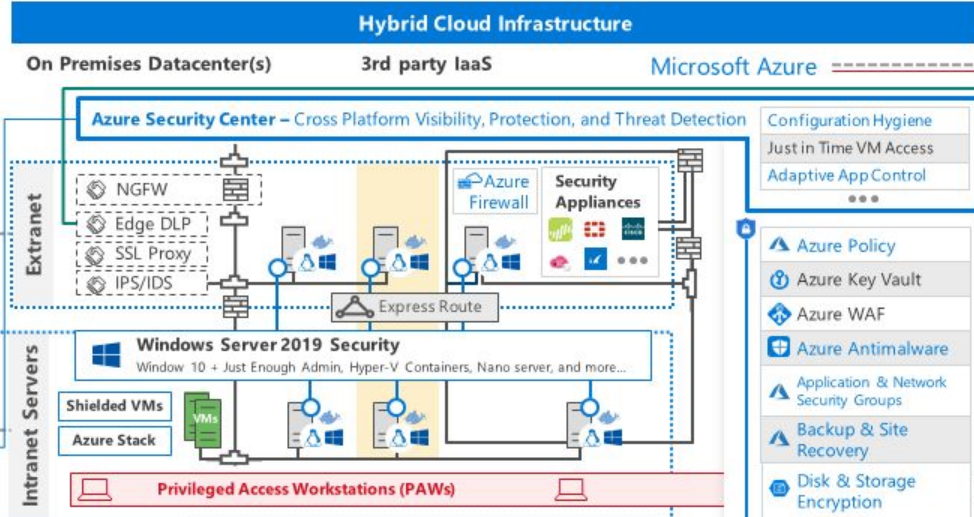 Hybrid Cloud Infrastructure
On Premises Datacenter(s)
3rd party IaaS
Microsoft Azure
Azure Security Center – Cross Platform Visibility, Protection, and Threat Detection
Configuration Hygiene
Just in Time VM Access
Adaptive App Control
Extranet
NGFW
Edge DLP
SSL Proxy
IPS/IDS
Azure
Firewall
Security
Appliances
CISCO
Express Route
Azure Policy
Azure Key Vault
Azure WAF
Azure Antimalware
Application & Network
Security Groups
Backup & Site
Recovery
Disk & Storage
Encryption
Intranet Servers
Windows Server 2019 Security
Window 10 + Just Enough Admin, Hyper-V Containers, Nano server, and more...
Shielded VMs
VMs
Azure Stack
Privileged Access Workstations (PAWs)